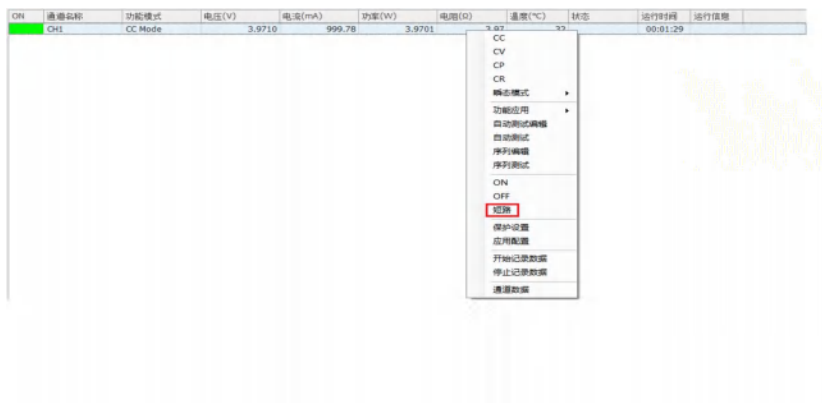 ON 通道名称 功能模式 电压(V) 电流(mA) 功率(W) 电阻(Ω) 温度(℃) 状态 运行时间 运行信息
CH1 CC Mode 3.9710 999.78 3.9701 3.97 32 00:01:29
CC
CV
CP
CR
瞬态模式
功能应用
自动测试编辑
自动测试
序列编辑
序列测试
ON
OFF
短路
保护设置
应用配置
开始记录数据
停止记录数据
通道数据